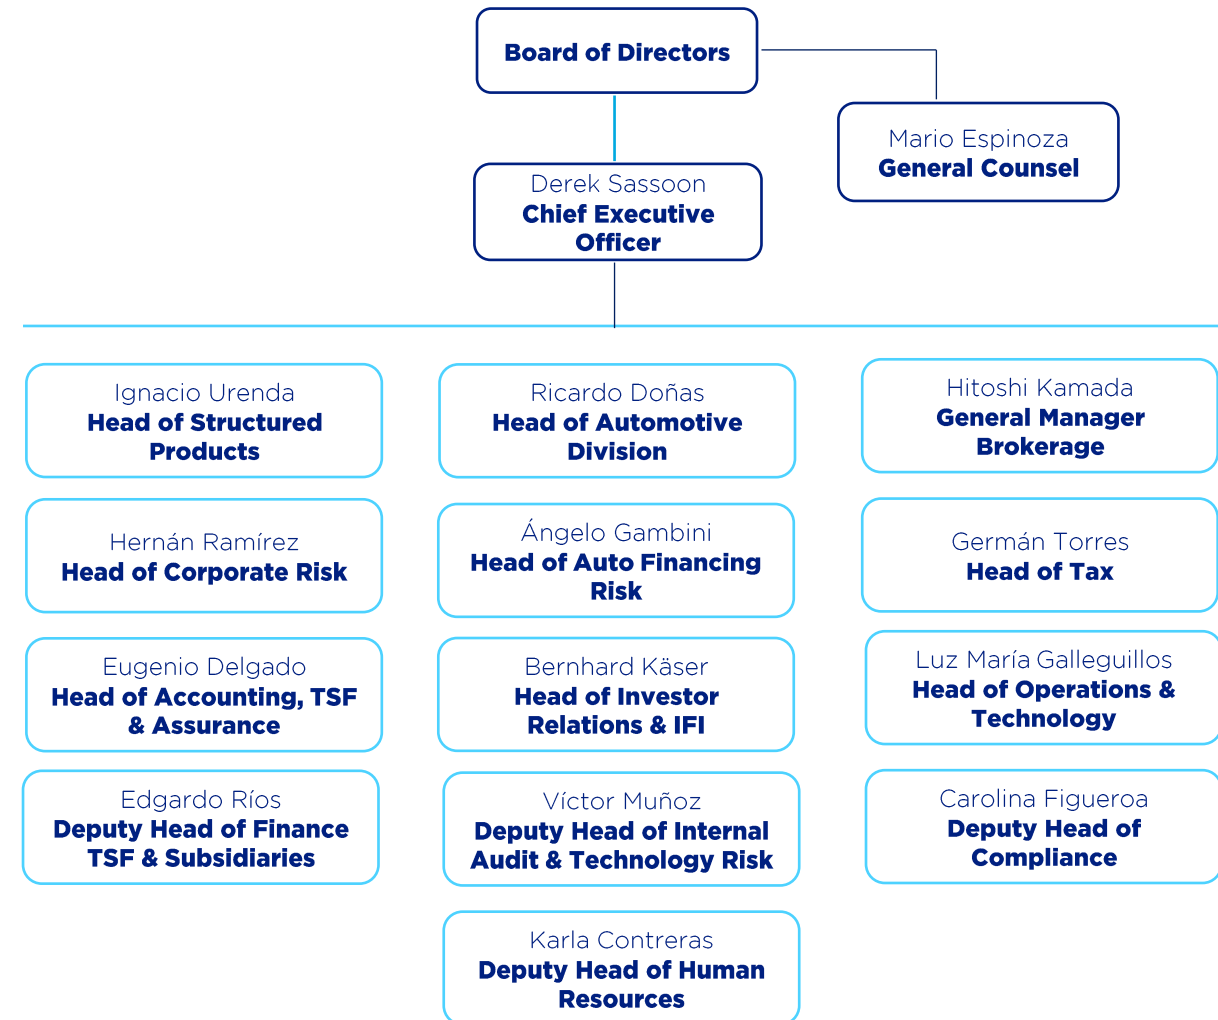 Board of Directors
Mario Espinoza
General Counsel
Derek Sassoon
Chief Executive
Officer
Ignacio Urenda
Head of Structured
Products
Ricardo Doñas
Head of Automotive
Division
Hitoshi Kamada
General Manager
Brokerage
Hernán Ramírez
Head of Corporate Risk
Ángelo Gambini
Head of Auto Financing
Risk
Germán Torres
Head of Tax
Eugenio Delgado
Head of Accounting, TSF
& Assurance
Bernhard Käser
Head of Investor
Relations & IFI
Luz María Galleguillos
Head of Operations &
Technology
Edgardo Ríos
Deputy Head of Finance
TSF & Subsidiaries
Víctor Muñoz
Deputy Head of Internal
Audit & Technology Risk
Carolina Figueroa
Deputy Head of
Compliance
Karla Contreras
Deputy Head of Human
Resources